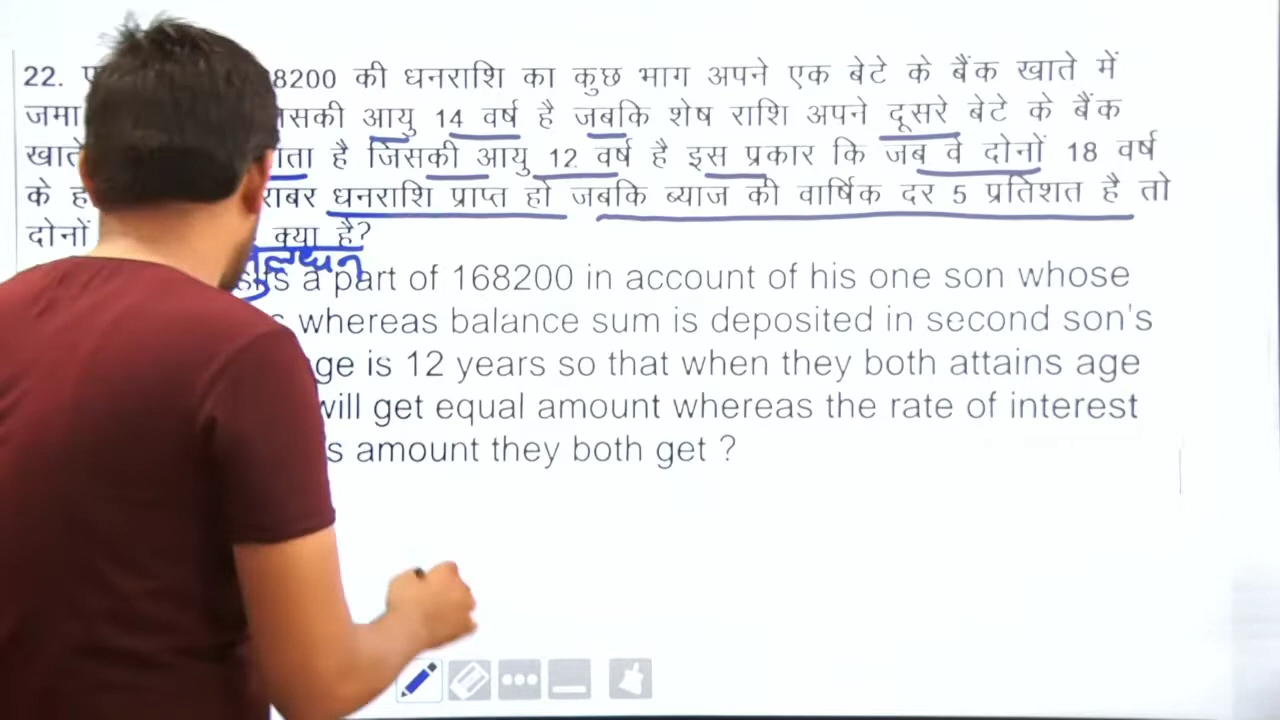 22. 8200 की धनराशि का कुछ भाग अपने एक बेटे के बैंक खाते में
जमा आयु 14 वर्ष है जबकि शेष राशि अपने दूसरे बेटे के बैंक
है जिसकी आयु 12 वर्ष है इस प्रकार कि जब वे दोनों 18 वर्ष
के धनराशि प्राप्त हो जबकि ब्याज की वार्षिक दर 5 प्रतिशत है तो
दोनों क्या है?
मूलधन
a part of 168200 in account of his one son whose
whereas balance sum is deposited in second son's
is 12 years so that when they both attains age
will get equal amount whereas the rate of interest
amount they both get ?